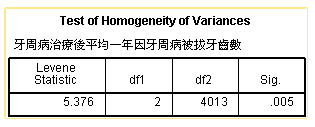 Test of Homogeneity of Variances
牙周病治療後平均一年因牙周病被拔牙齒數
Levene Statistic df1 df2 Sig.
5.376 2 4013 .005